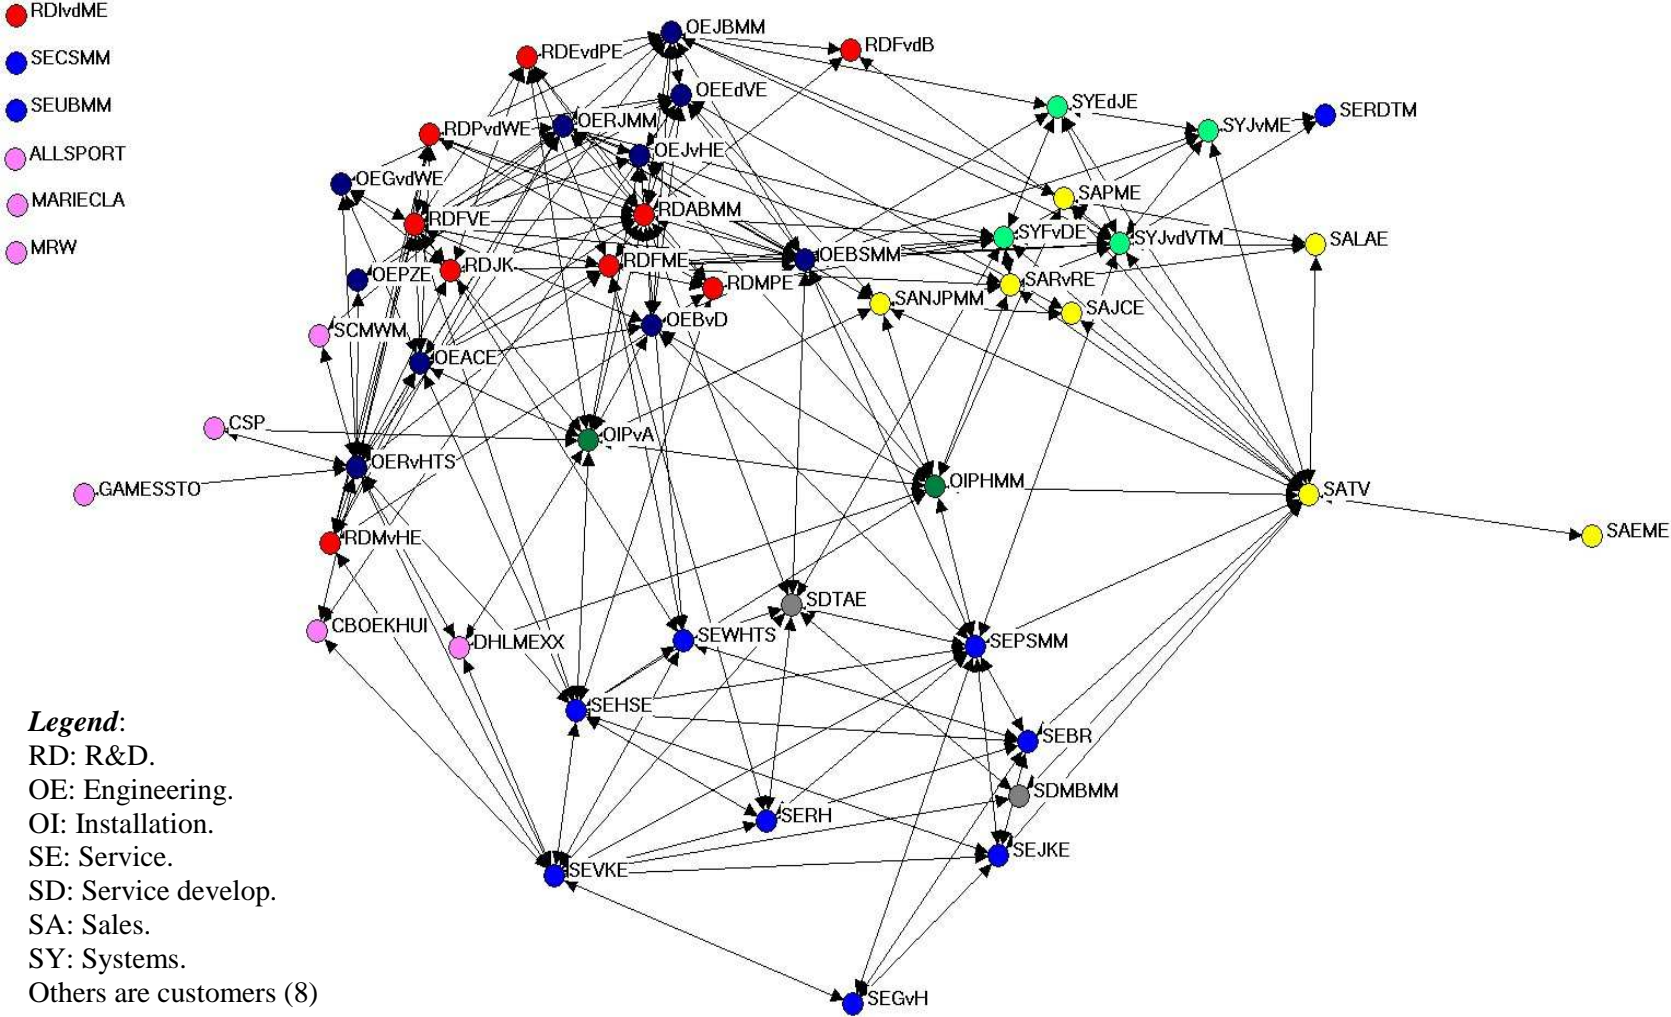 RDIvdME
SECSMM
SEUBMM
ALLSPORT
MARIECLA
MRW
OEJBMM
RDEvdPE
RDFvdB
OEEdVE
SYEdJE
SERDTM
RDPvdWE
OERJMM
SYJvME
OEJvHE
OEGvdWE
SAPME
RDFVE
RDABMM
SYFvDE
SYJvdVTM
SALAE
OEBSMM
OEPZE
RDJK
RDFME
RDMPE
SARvRE
SANJPMM
SAJCE
SCMWM
OEBvD
OEACE
CSP
OIPvA
OERvHTS
GAMESSTO
OIPHMM
SATV
RDMvHE
SAEME
SDTAE
CBOEKHUI
DHLMEXX
SEWHTS
SEPSMM
SEHSE
SEBR
SDMBMM
SERH
SEJKE
SEVKE
SEGvH
Legend:
RD: R&D.
OE: Engineering.
OI: Installation.
SE: Service.
SD: Service develop.
SA: Sales.
SY: Systems.
Others are customers (8)